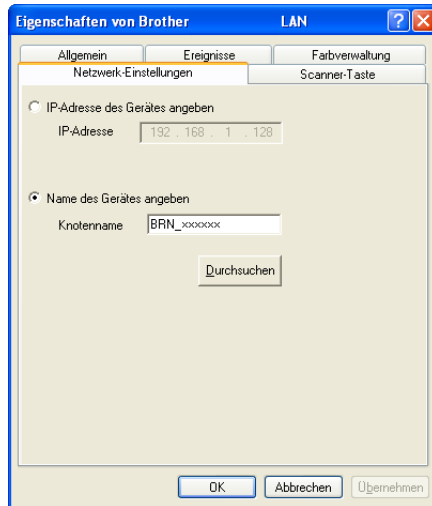 Eigenschaften von Brother LAN
Allgemein Ereignisse Farbverwaltung
Netzwerk-Einstellungen Scanner-Taste
IP-Adresse des Gerätes angeben
IP-Adresse 192 . 168 . 1 . 128
Name des Gerätes angeben
Knotenname BRN_xxxxxx
Durchsuchen
OK Abbrechen Übernehmen